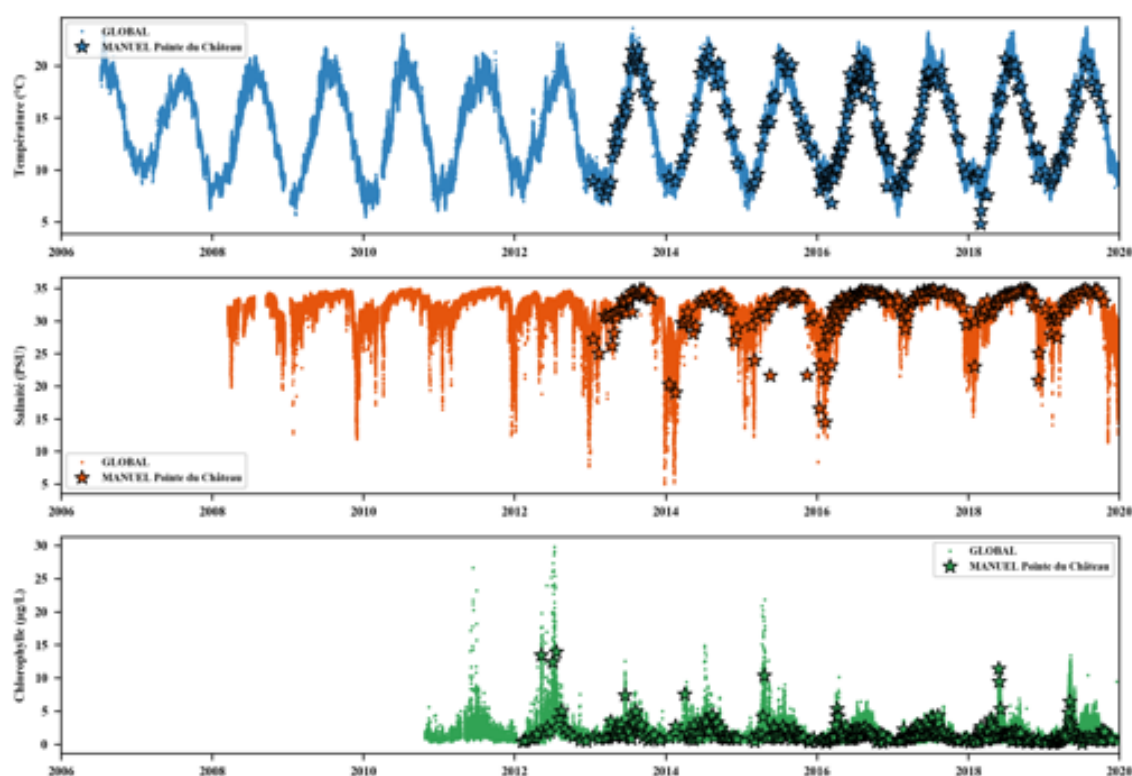 GLOBAL
MANUEL Pointe du Château
Température (°C)
20
15
10
5
2006 2008 2010 2012 2014 2016 2018 2020
Salinité (PSU)
35
30
25
20
15
10
5
GLOBAL
MANUEL Pointe du Château
2006 2008 2010 2012 2014 2016 2018 2020
GLOBAL
MANUEL Pointe du Château
Chlorophylle (µg/L)
30
25
20
15
10
5
0
2006 2008 2010 2012 2014 2016 2018 2020